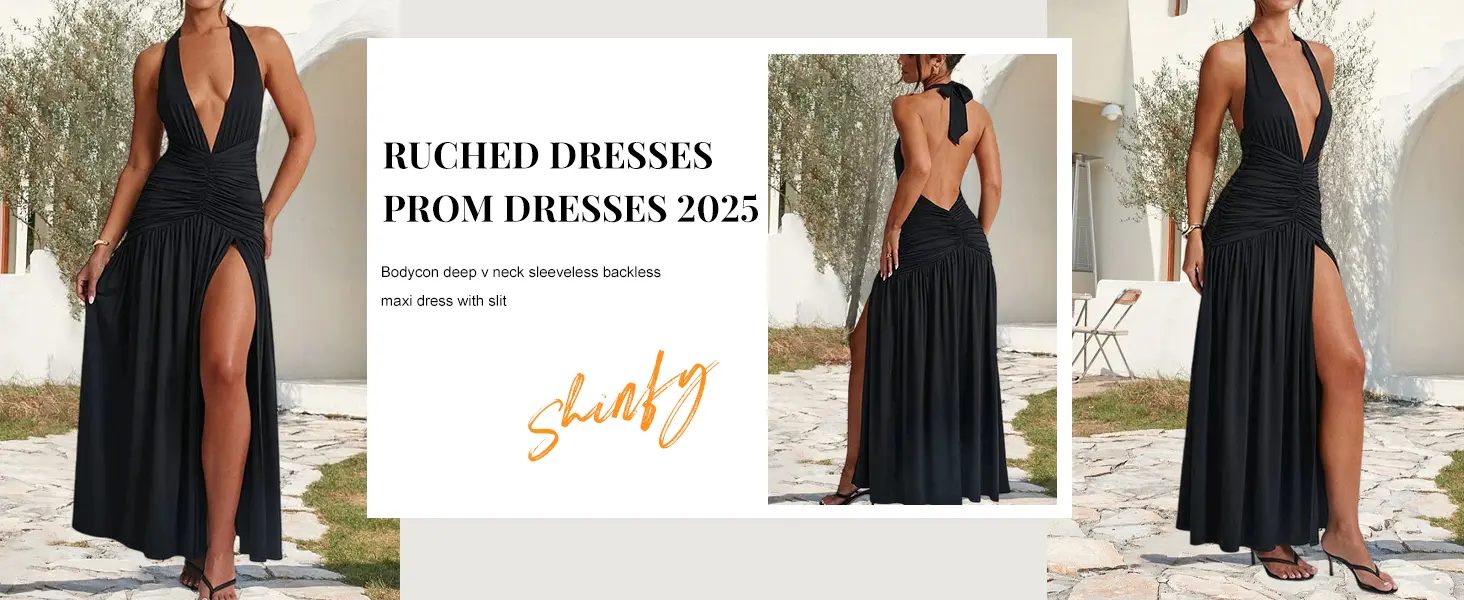 RUCHED DRESSES
PROM DRESSES 2025
Bodycon deep v neck sleeveless backless
maxi dress with slit
shinfy